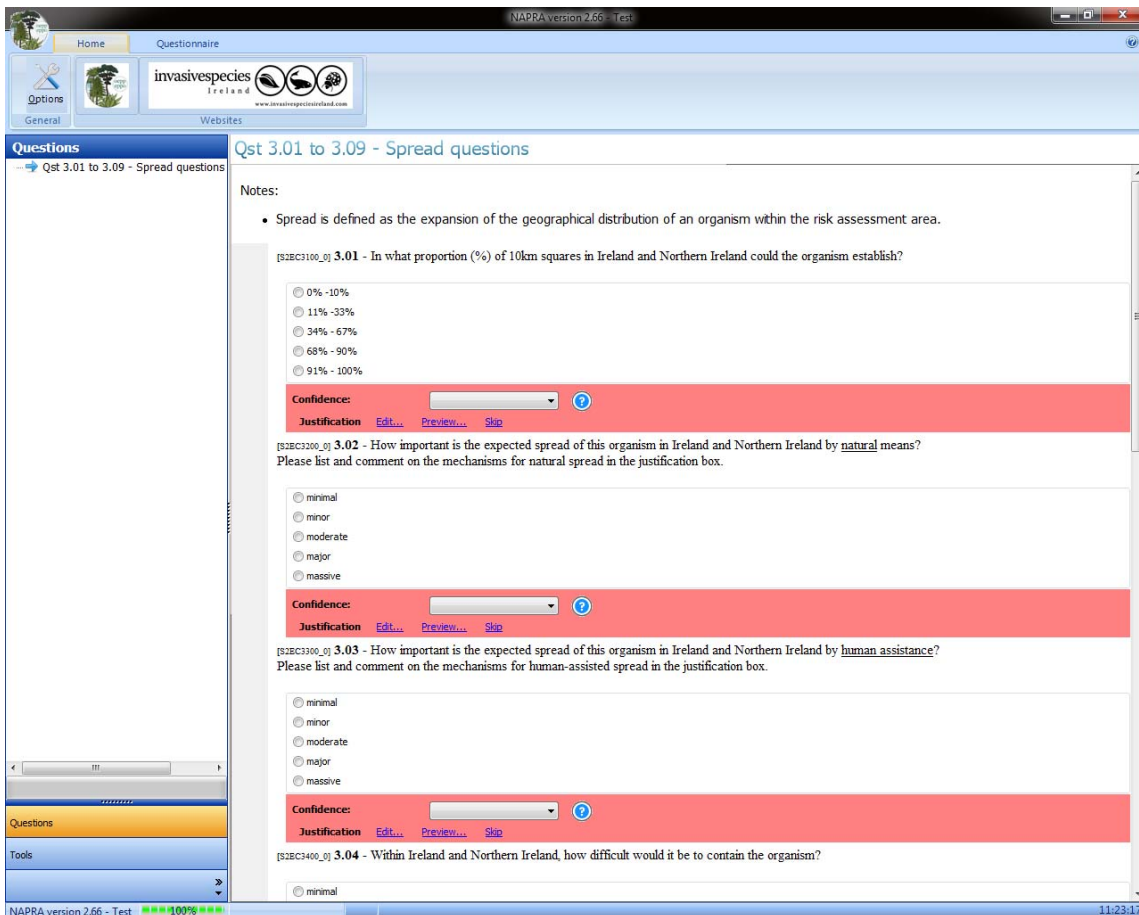 NAPRA version 2.66 - Test
Home Questionnaire
Options
General
invasivespecies
Ireland
www.invasivespeciesireland.com
Websites
Questions
Qst 3.01 to 3.09 - Spread questions
Qst 3.01 to 3.09 - Spread questions
Notes:
• Spread is defined as the expansion of the geographical distribution of an organism within the risk assessment area.
[S2EC3100_0] 3.01 - In what proportion (%) of 10km squares in Ireland and Northern Ireland could the organism establish?
0% -10%
11% -33%
34% - 67%
68% - 90%
91% - 100%
Confidence:
Justification Edit... Preview... Skip
[S2EC3200_0] 3.02 - How important is the expected spread of this organism in Ireland and Northern Ireland by natural means?
Please list and comment on the mechanisms for natural spread in the justification box.
minimal
minor
moderate
major
massive
Confidence:
Justification Edit... Preview... Skip
[S2EC3300_0] 3.03 - How important is the expected spread of this organism in Ireland and Northern Ireland by human assistance?
Please list and comment on the mechanisms for human-assisted spread in the justification box.
minimal
minor
moderate
major
massive
Confidence:
Justification Edit... Preview... Skip
[S2EC3400_0] 3.04 - Within Ireland and Northern Ireland, how difficult would it be to contain the organism?
minimal
Questions
Tools
NAPRA version 2.66 - Test 100% 11:23:17